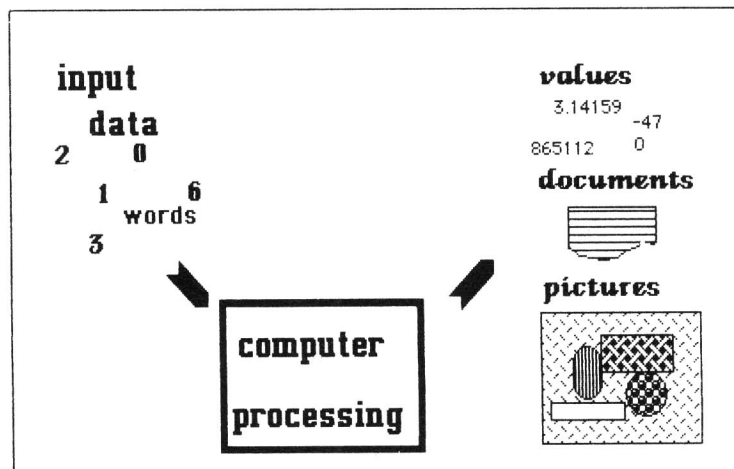 input
data
2 0
1 6
words
3
computer
processing
values
3.14159
-47
865112 0
documents
pictures